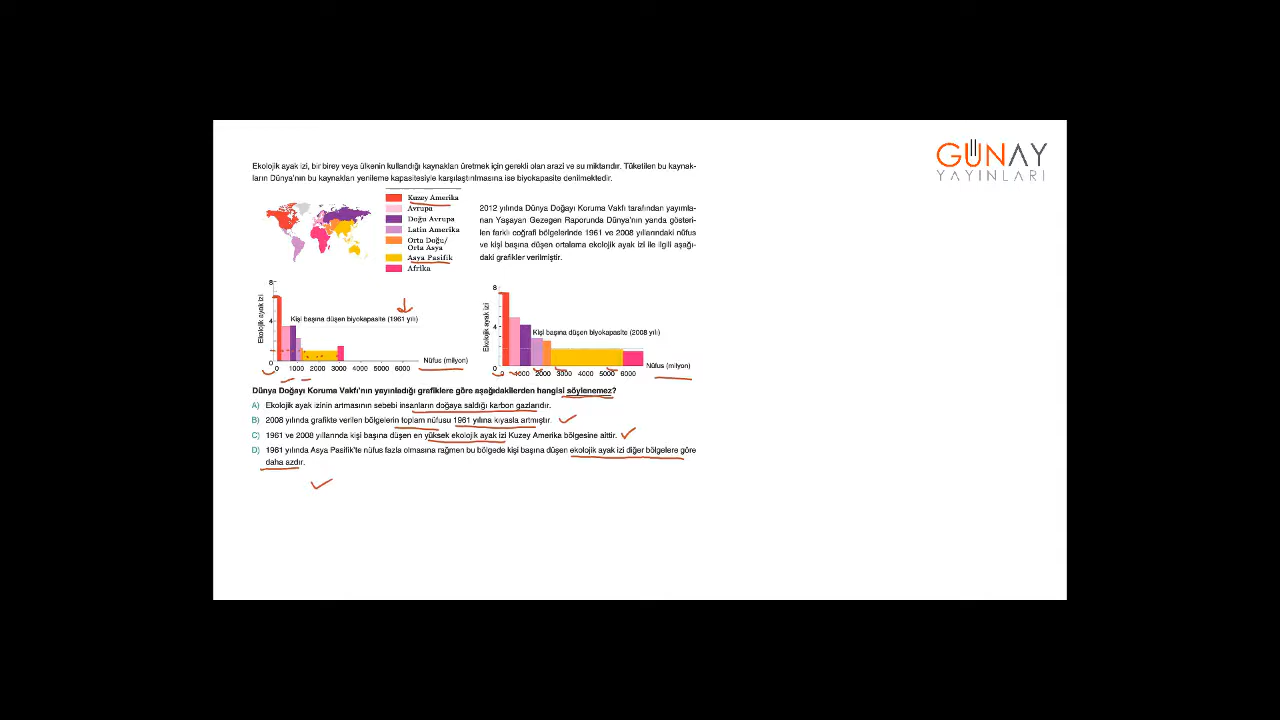 GÜNAY
YAYINLARI
Ekolojik ayak izi, bir birey veya ülkenin kullandığı kaynakları üretmek için gerekli olan arazi ve su miktarıdır. Tüketilen bu kaynak-
ların Dünya'nın bu kaynakları yenileme kapasitesiyle karşılaştırılmasına ise biyokapasite denilmektedir.
Kuzey Amerika
Avrupa
Doğu Avrupa
Latin Amerika
Orta Doğu/
Orta Asya
Asya Pasifik
Afrika
2012 yılında Dünya Doğayı Koruma Vakfı tarafından yayımla-
nan Yaşayan Gezegen Raporunda Dünya'nın yanda gösteri-
len farklı coğrafi bölgelerinde 1961 ve 2008 yıllarındaki nüfus
ve kişi başına düşen ortalama ekolojik ayak izi ile ilgili aşağı-
daki grafikler verilmiştir.
8
4
0
Ekolojik ayak izi
Kişi başına düşen biyokapasite (1961 yılı)
0 1000 2000 3000 4000 5000 6000
Nüfus (milyon)
8
4
0
Ekolojik ayak izi
Kişi başına düşen biyokapasite (2008 yılı)
0 1000 2000 3000 4000 5000 6000
Nüfus (milyon)
Dünya Doğayı Koruma Vakfı'nın yayınladığı grafiklere göre aşağıdakilerden hangisi söylenemez?
A) Ekolojik ayak izinin artmasının sebebi insanların doğaya saldığı karbon gazlarıdır.
B) 2008 yılında grafikte verilen bölgelerin toplam nüfusu 1961 yılına kıyasla artmıştır.
C) 1961 ve 2008 yıllarında kişi başına düşen en yüksek ekolojik ayak izi Kuzey Amerika bölgesine aittir.
D) 1961 yılında Asya Pasifik'te nüfus fazla olmasına rağmen bu bölgede kişi başına düşen ekolojik ayak izi diğer bölgelere göre
daha azdır.